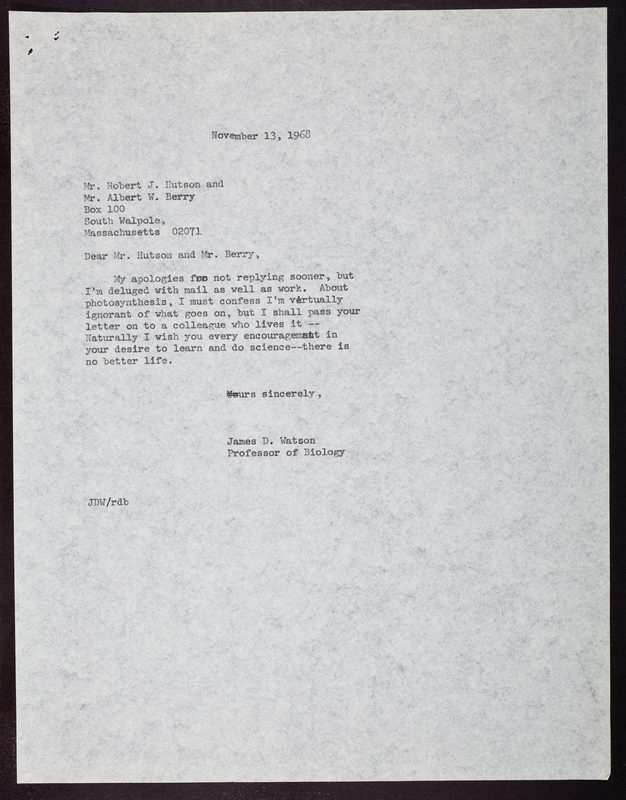 November 13, 1968
Mr. Robert J. Hutson and
Mr. Albert W. Berry
Box 100
South Walpole,
Massachusetts 02071
Dear Mr. Hutson and Mr. Berry,
My apologies for not replying sooner, but
I'm deluged with mail as well as work. About
photosynthesis, I must confess I'm virtually
ignorant of what goes on, but I shall pass your
letter on to a colleague who lives it --
Naturally I wish you every encouragement in
your desire to learn and do science--there is
no better life.
Yours sincerely,
James D. Watson
Professor of Biology
JDW/rdb